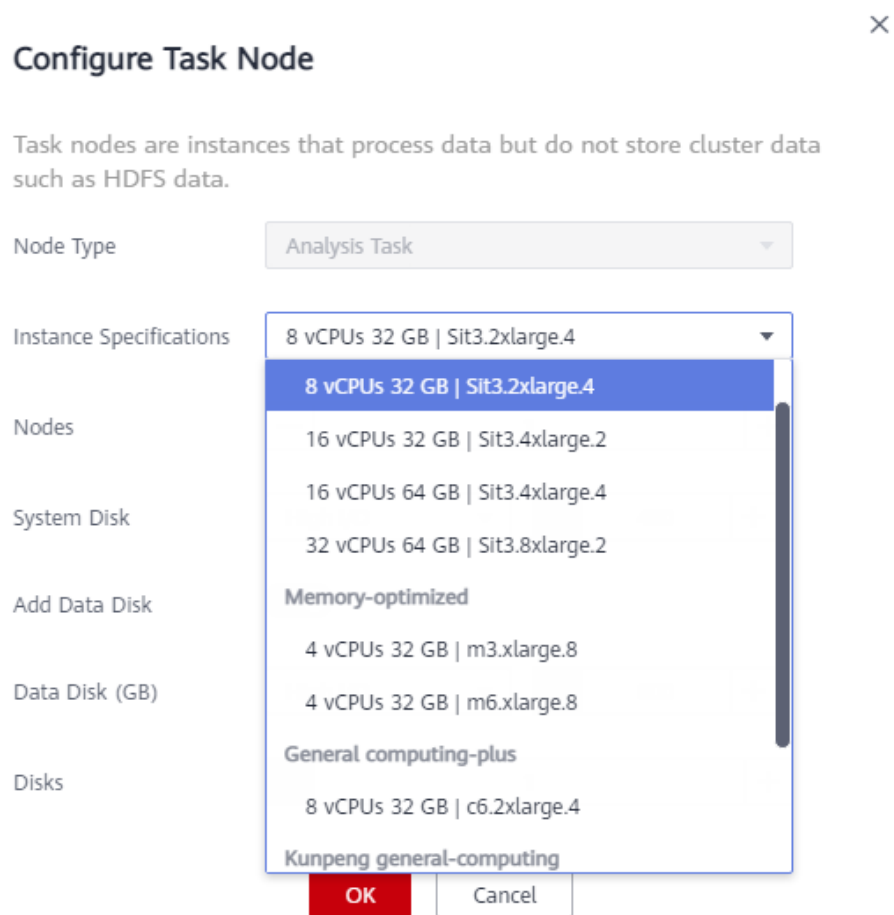 Configure Task Node
Task nodes are instances that process data but do not store cluster data
such as HDFS data.
Node Type
Analysis Task
Instance Specifications
8 vCPUs 32 GB | Sit3.2xlarge.4
8 vCPUs 32 GB | Sit3.2xlarge.4
Nodes
16 vCPUs 32 GB | Sit3.4xlarge.2
16 vCPUs 64 GB | Sit3.4xlarge.4
System Disk
32 vCPUs 64 GB | Sit3.8xlarge.2
Memory-optimized
Add Data Disk
4 vCPUs 32 GB | m3.xlarge.8
Data Disk (GB)
4 vCPUs 32 GB | m6.xlarge.8
General computing-plus
Disks
8 vCPUs 32 GB | c6.2xlarge.4
Kunpeng general-computing
OK
Cancel